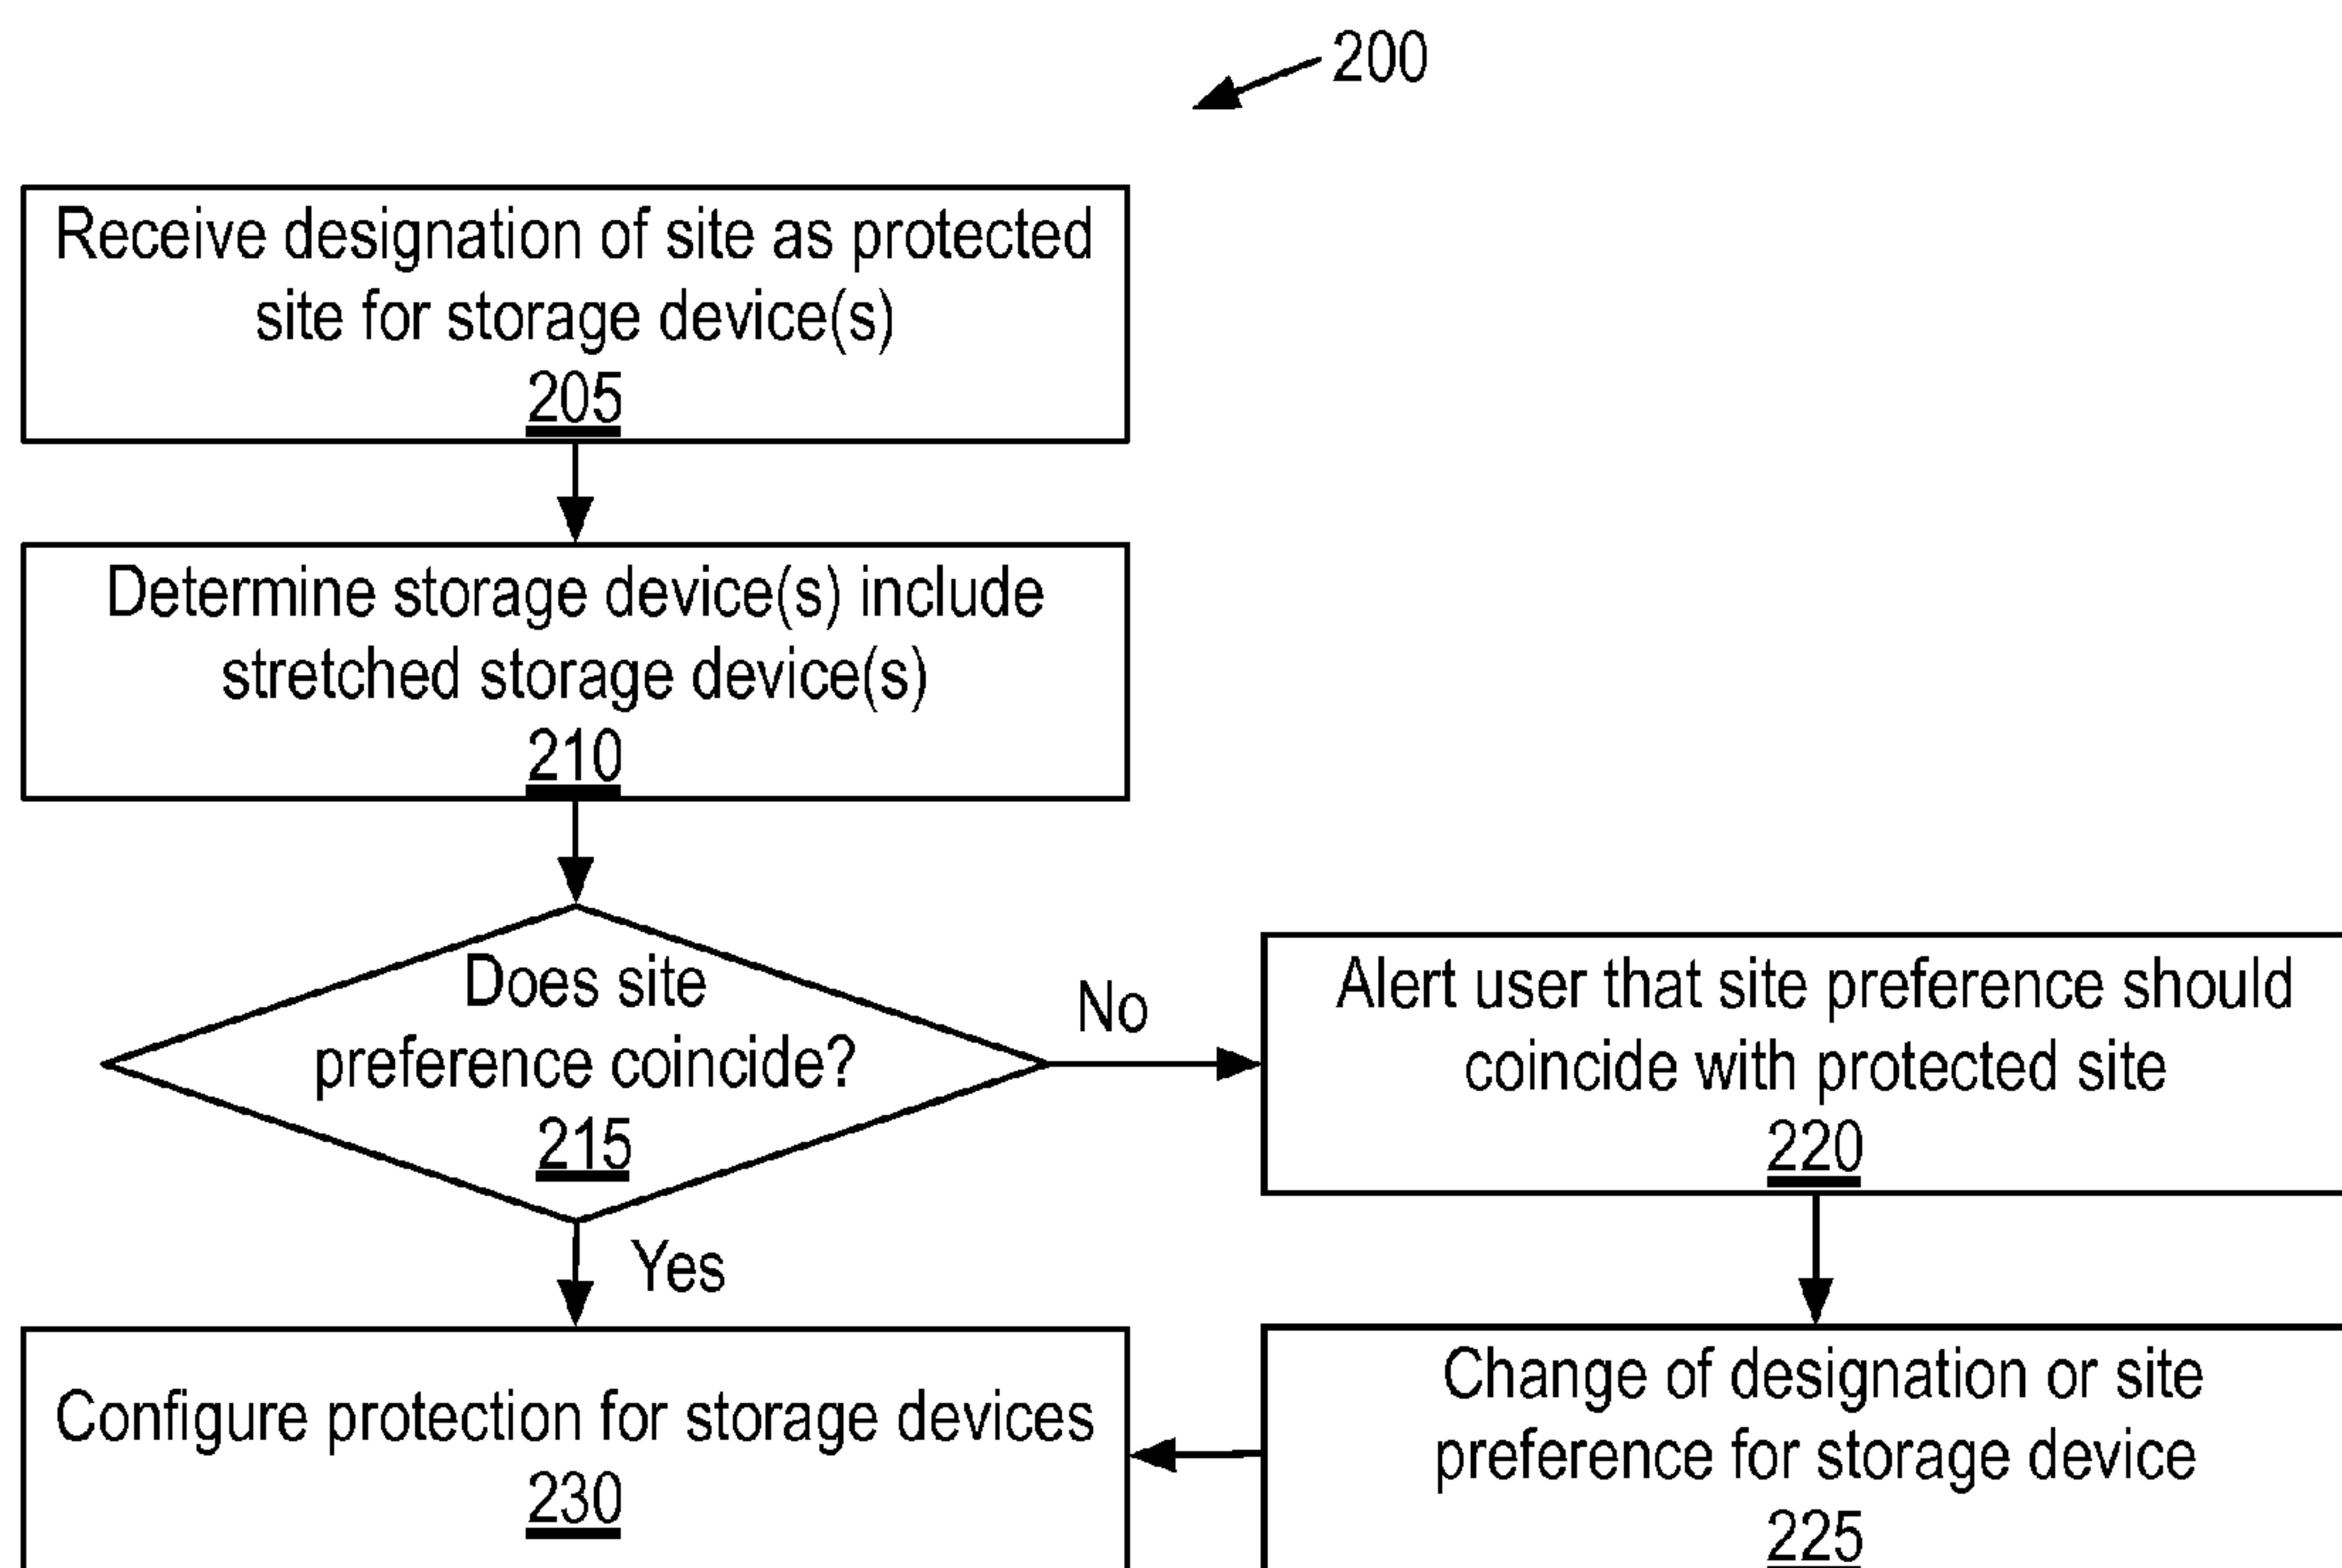 200
Receive designation of site as protected
site for storage device(s)
205
Determine storage device(s) include
stretched storage device(s)
210
Does site
preference coincide?
215
No
Alert user that site preference should
coincide with protected site
220
Yes
Configure protection for storage devices
230
Change of designation or site
preference for storage device
225